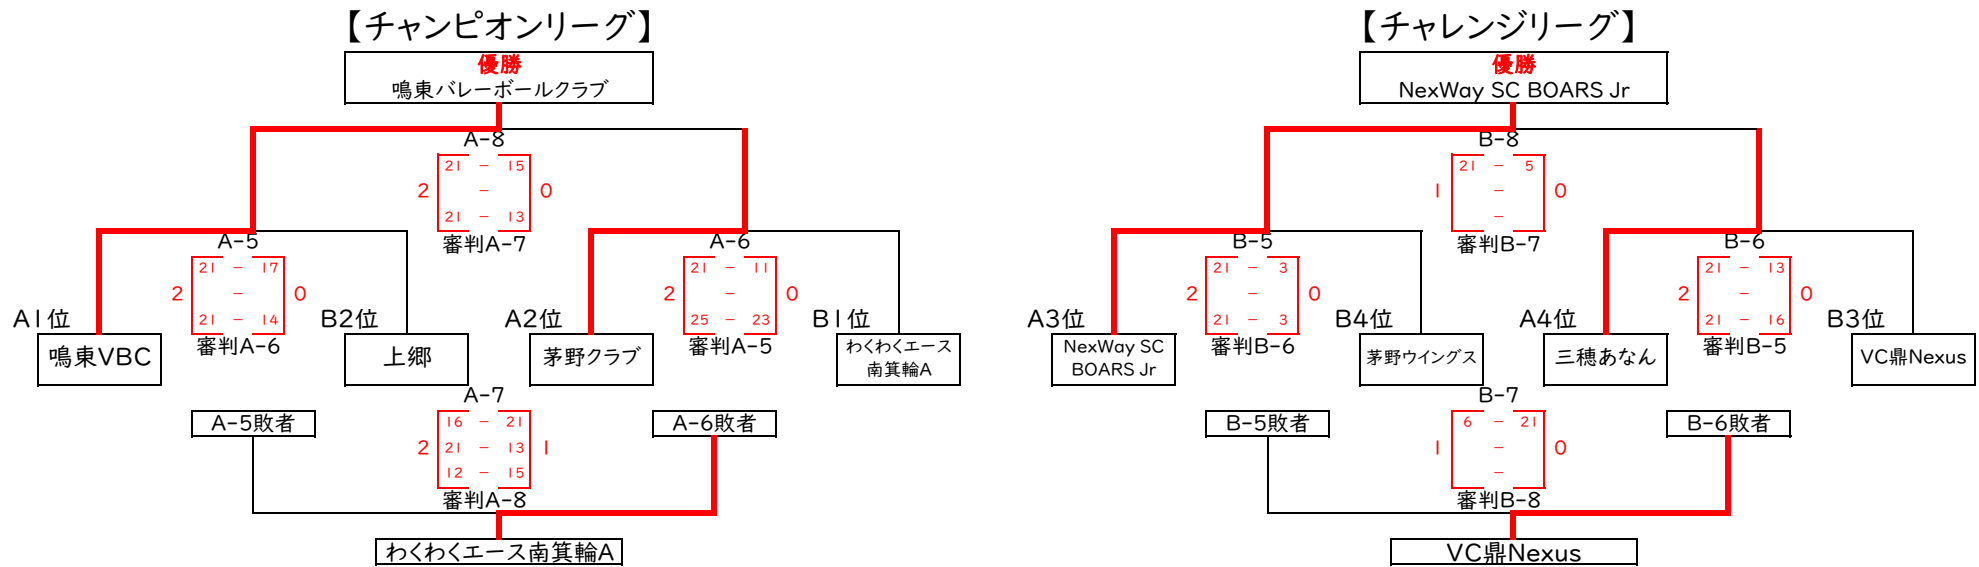 【チャンピオンリーグ】
優勝
鳴東バレーボールクラブ
A-8
21 - 15
2 - 0
21 - 13
審判A-7
A-5
21 - 17
2 - 0
21 - 14
審判A-6
A-6
21 - 11
2 - 0
25 - 23
審判A-5
A1位
鳴東VBC
B2位
上郷
A2位
茅野クラブ
B1位
わくわくエース
南箕輪A
A-7
A-5敗者
A-6敗者
16 - 21
2 21 - 13 1
12 - 15
審判A-8
わくわくエース南箕輪A
【チャレンジリーグ】
優勝
NexWay SC BOARS Jr
B-8
21 - 5
1 - 0
-
審判B-7
B-5
21 - 3
2 - 0
21 - 3
審判B-6
B-6
21 - 13
2 - 0
21 - 16
審判B-5
A3位
NexWay SC
BOARS Jr
B4位
茅野ウイングス
A4位
三穂あなん
B3位
VC鼎Nexus
B-7
B-5敗者
B-6敗者
6 - 21
1 - 0
-
審判B-8
VC鼎Nexus